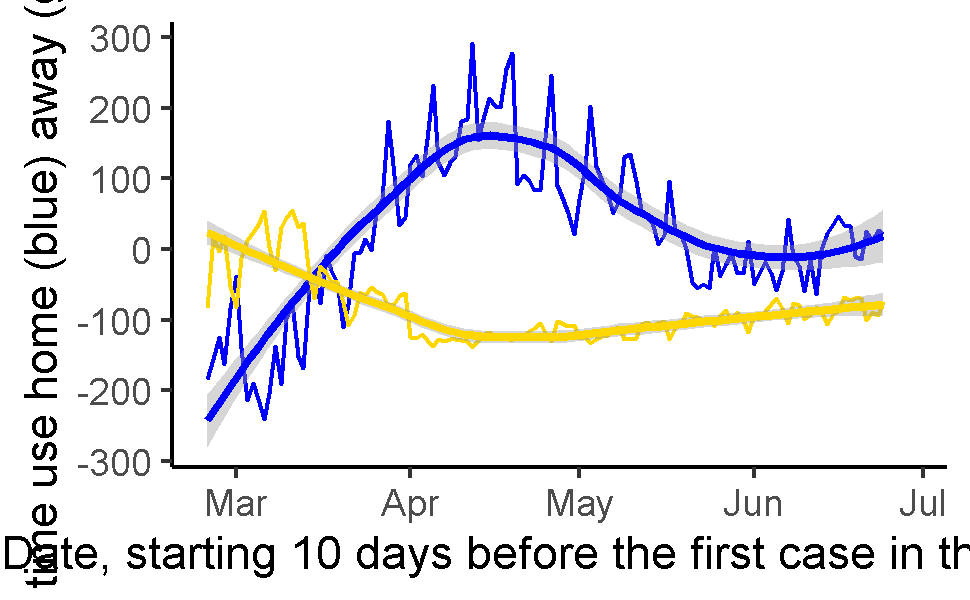 time use home (blue) away (
300
200
100
0
-100
-200
-300
Mar Apr May Jun Jul
Date, starting 10 days before the first case in th